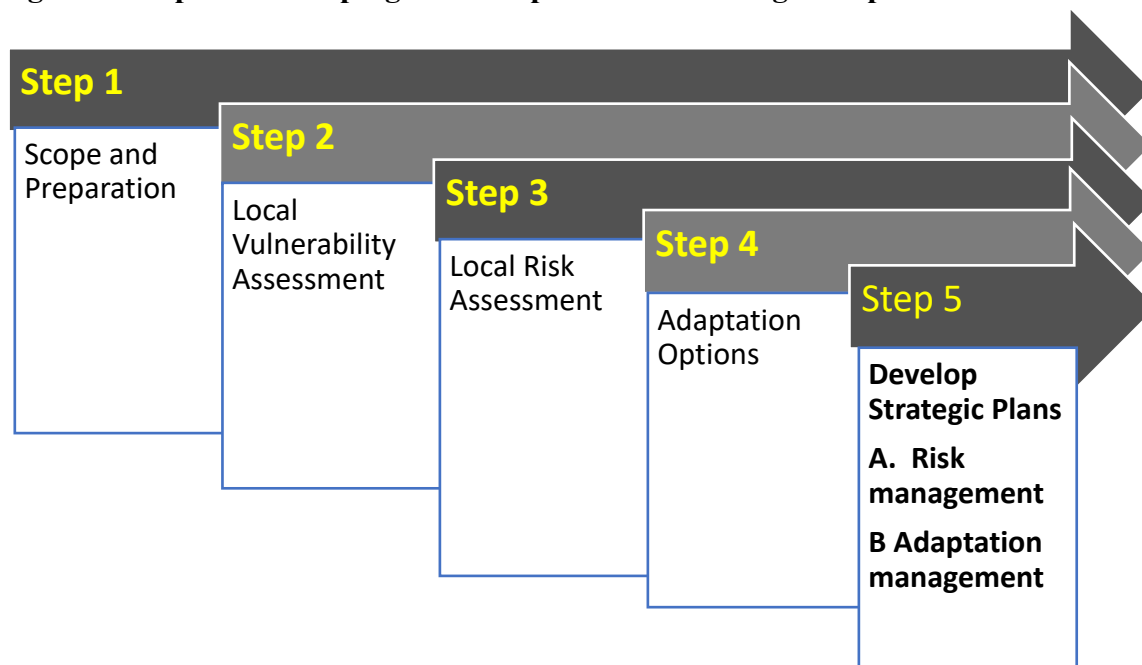 Step 1
Scope and
Preparation
Step 2
Local
Vulnerability
Assessment
Step 3
Local Risk
Assessment
Step 4
Adaptation
Options
Step 5
Develop
Strategic Plans
A. Risk
management
B Adaptation
management